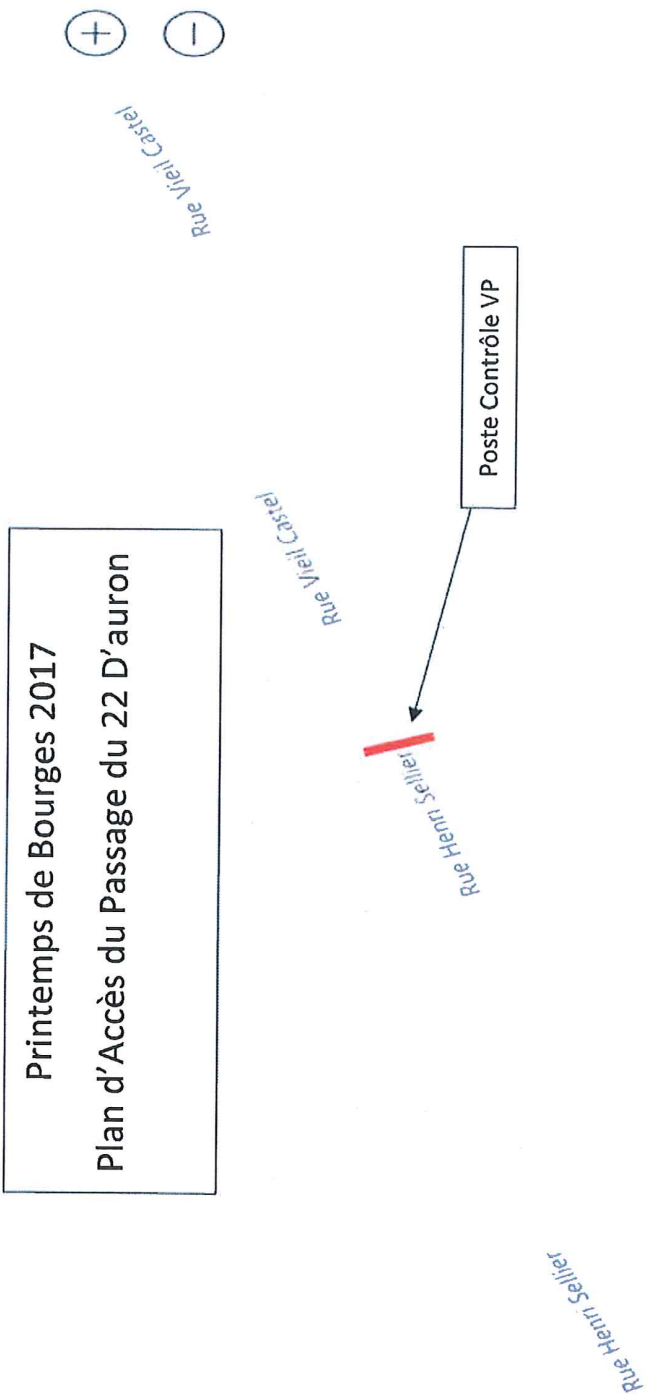 Printemps de Bourges 2017
Plan d'Accès du Passage du 22 D'auron
+
−
Rue Vieil Castel
Rue Vieil Castel
Poste Contrôle VP
Rue Henri Sellier
Rue Henri Sellier